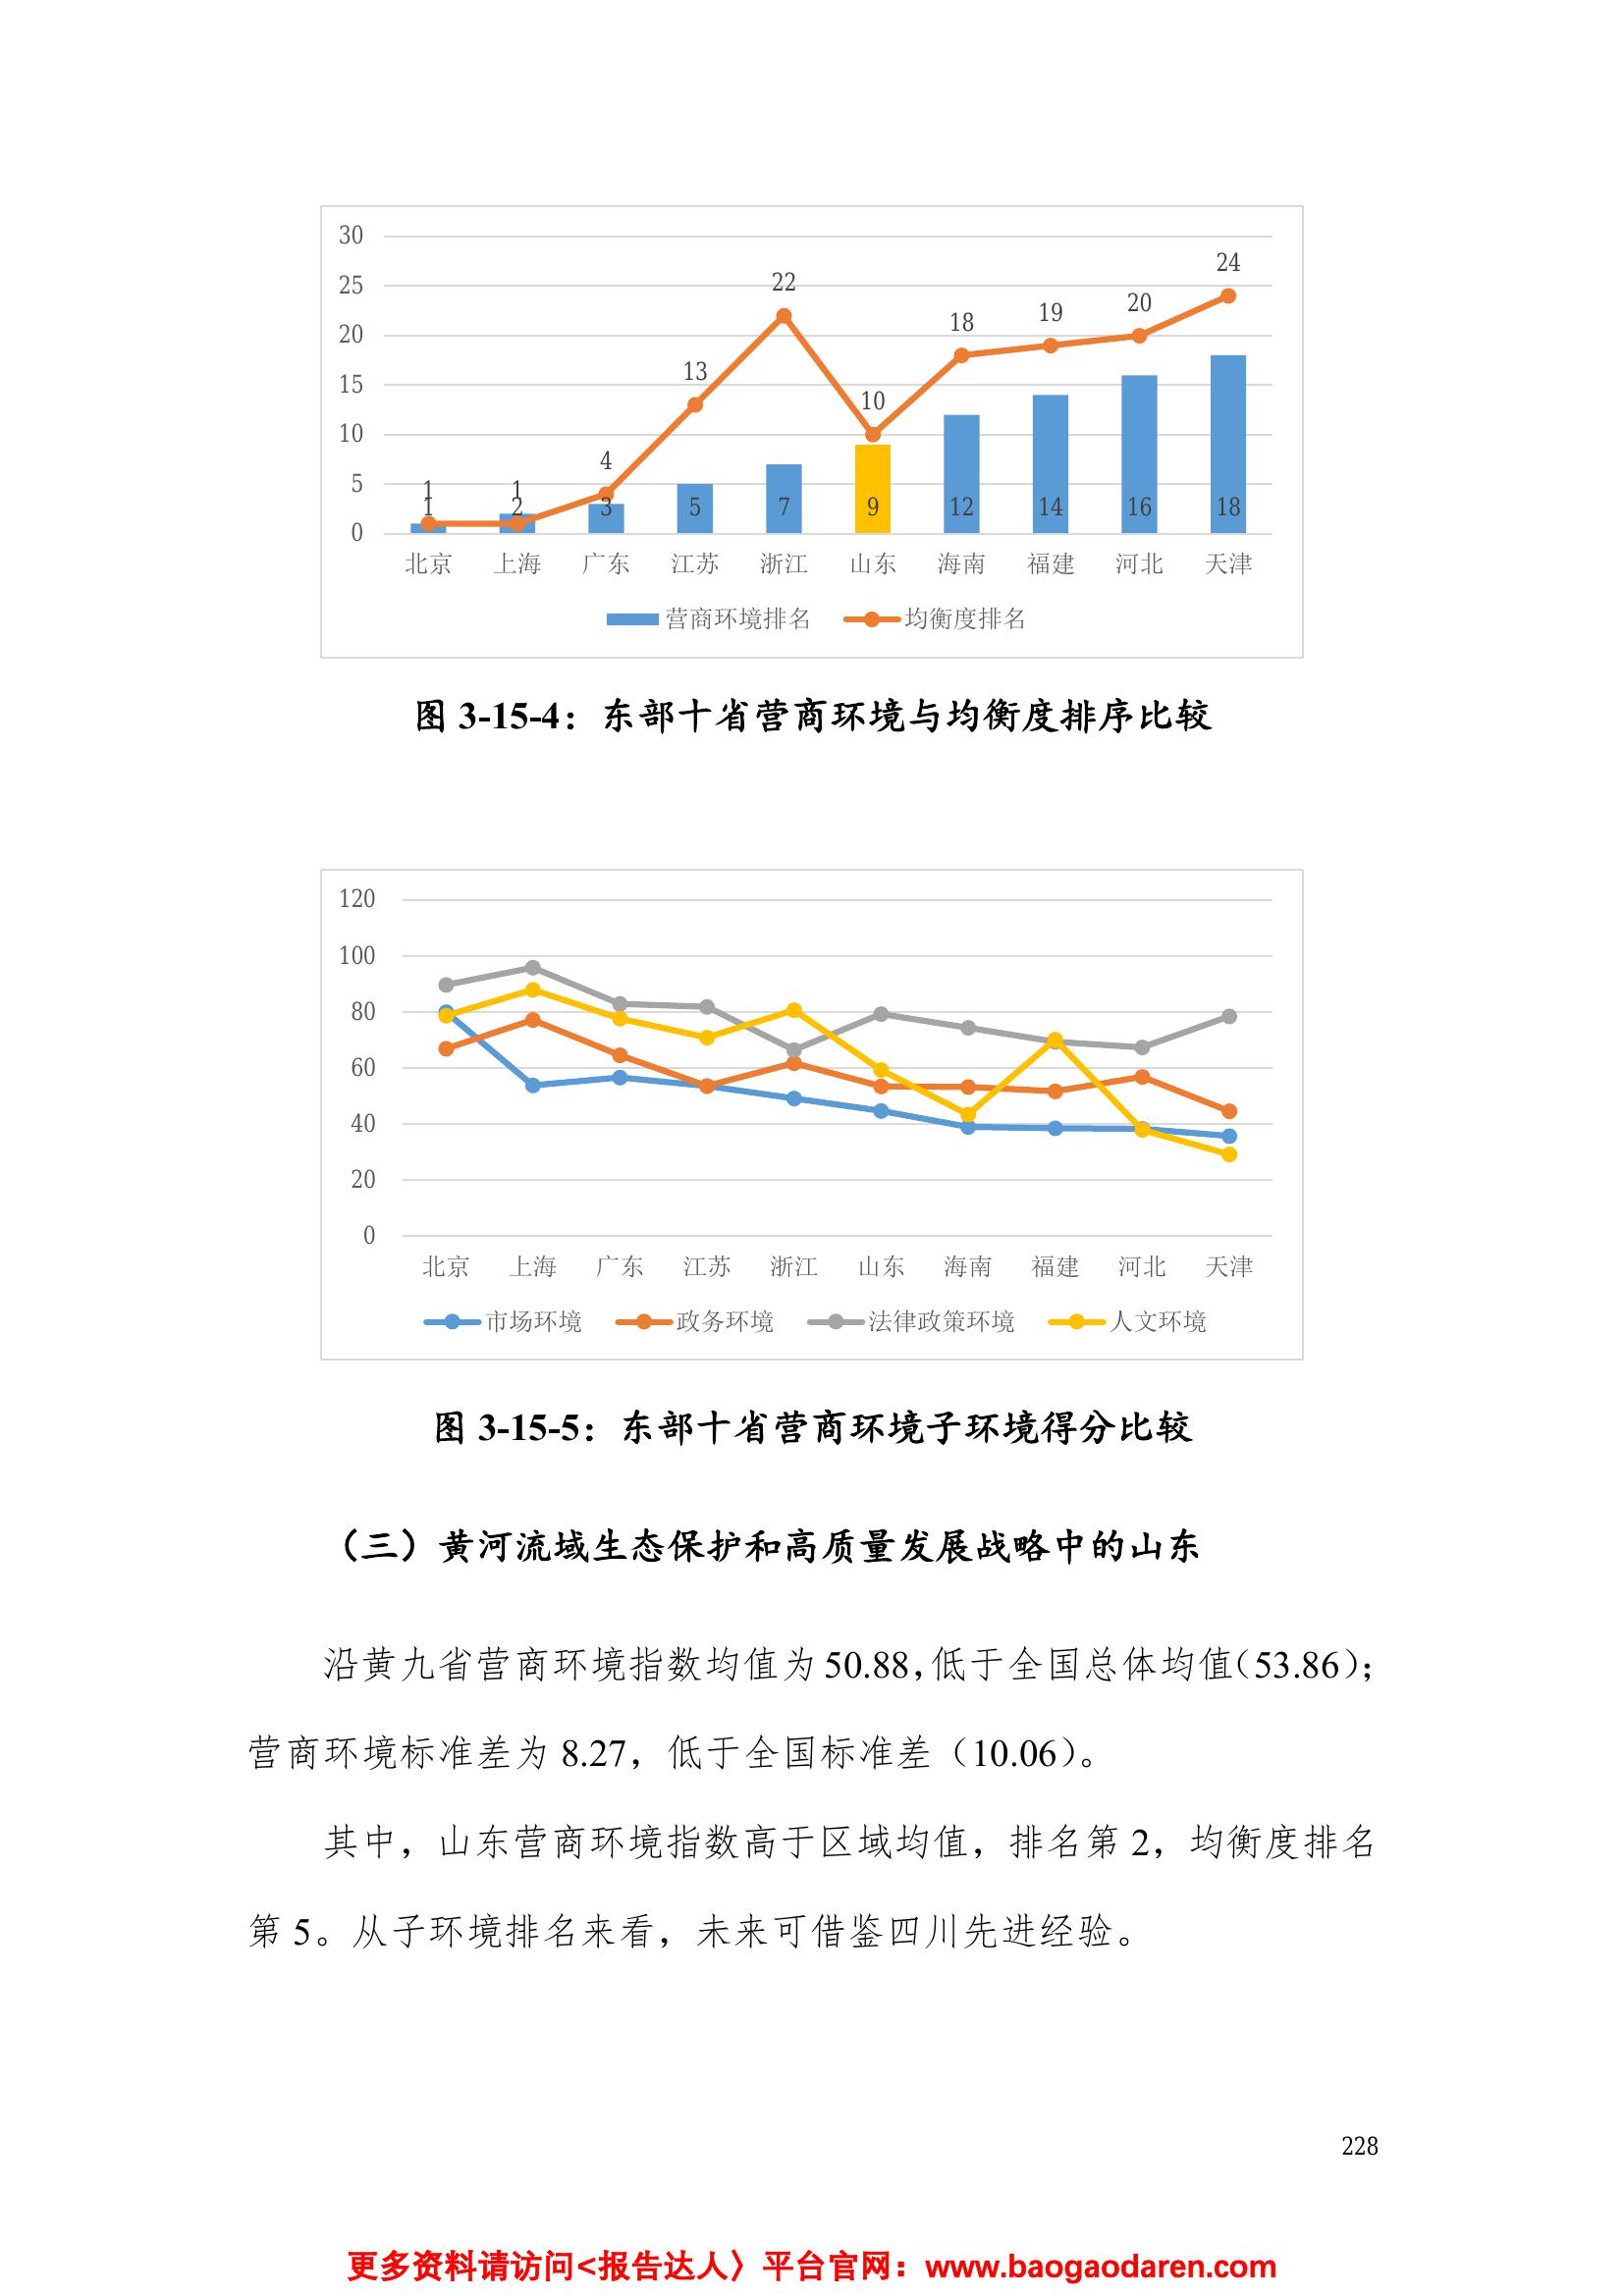 30
25
20
15
10
5
0
1 1 4 13 22 10 18 19 20 24
1 2 3 5 7 9 12 14 16 18
北京 上海 广东 江苏 浙江 山东 海南 福建 河北 天津
营商环境排名 均衡度排名
图 3-15-4：东部十省营商环境与均衡度排序比较
120
100
80
60
40
20
0
北京 上海 广东 江苏 浙江 山东 海南 福建 河北 天津
市场环境 政务环境 法律政策环境 人文环境
图 3-15-5：东部十省营商环境子环境得分比较
（三）黄河流域生态保护和高质量发展战略中的山东
沿黄九省营商环境指数均值为 50.88，低于全国总体均值（53.86）；
营商环境标准差为 8.27，低于全国标准差（10.06）。
其中，山东营商环境指数高于区域均值，排名第 2，均衡度排名
第 5。从子环境排名来看，未来可借鉴四川先进经验。
228
更多资料请访问<报告达人〉平台官网：www.baogaodaren.com